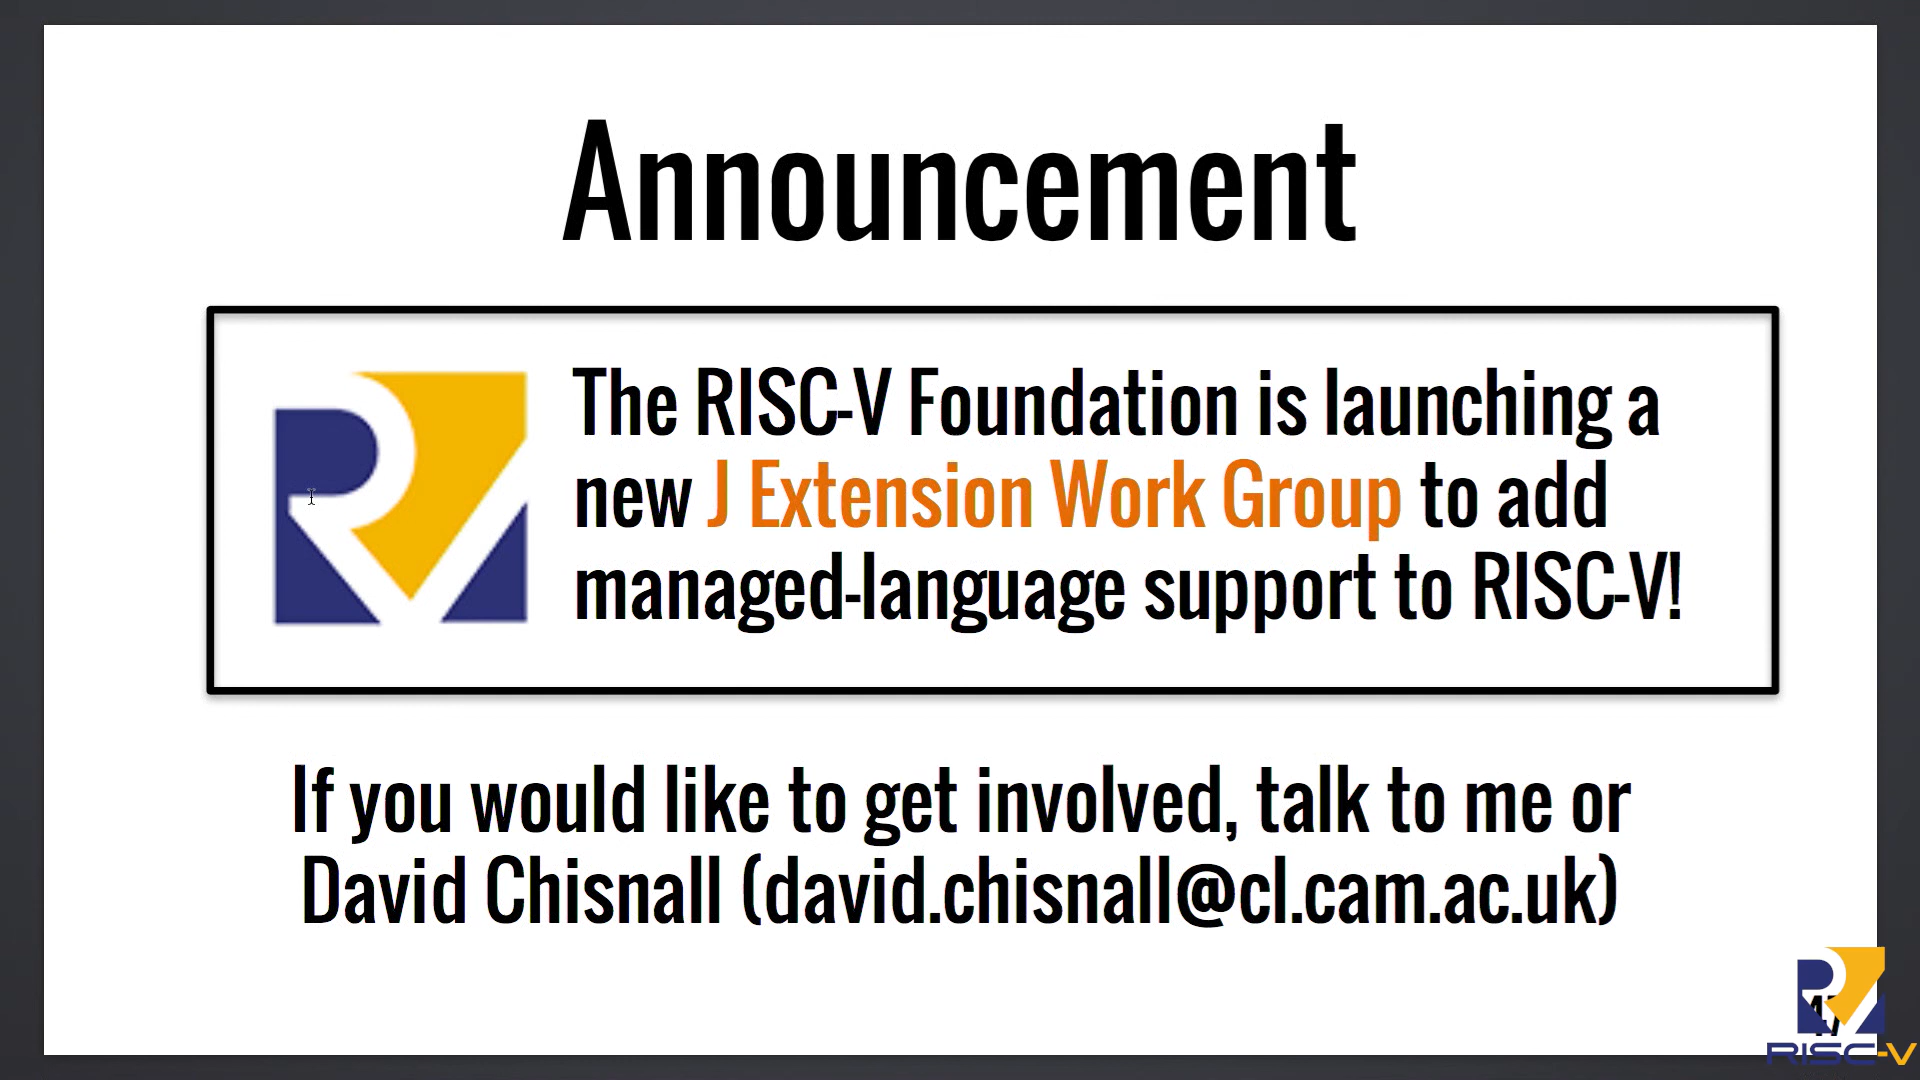 Announcement
The RISC-V Foundation is launching a
new J Extension Work Group to add
managed-language support to RISC-V!
If you would like to get involved, talk to me or
David Chisnall (david.chisnall@cl.cam.ac.uk)
RISC-V